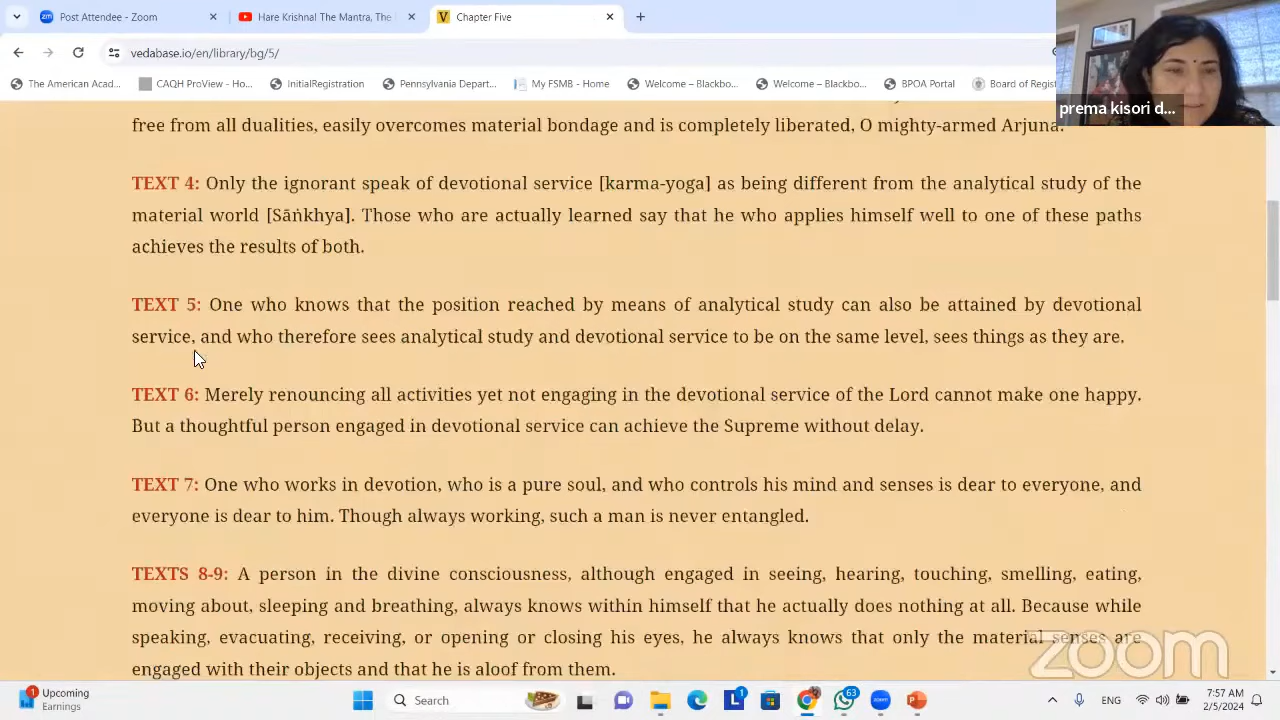 Post Attendee - Zoom
Hare Krishna! The Mantra, the
Chapter Five
vedabase.io/en/library/bg/5/
The American Acad...
CAQH ProView - Ho...
InitialRegistration
Pennsylvania Depart...
My FSMB - Home
Welcome – Blackbo...
Welcome – Blackbo...
BPOA Portal
Board of Regis
prema kisori d...
free from all dualities, easily overcomes material bondage and is completely liberated, O mighty-armed Arjuna.
TEXT 4: Only the ignorant speak of devotional service [karma-yoga] as being different from the analytical study of the
material world [Sāṅkhya]. Those who are actually learned say that he who applies himself well to one of these paths
achieves the results of both.
TEXT 5: One who knows that the position reached by means of analytical study can also be attained by devotional
service, and who therefore sees analytical study and devotional service to be on the same level, sees things as they are.
TEXT 6: Merely renouncing all activities yet not engaging in the devotional service of the Lord cannot make one happy.
But a thoughtful person engaged in devotional service can achieve the Supreme without delay.
TEXT 7: One who works in devotion, who is a pure soul, and who controls his mind and senses is dear to everyone, and
everyone is dear to him. Though always working, such a man is never entangled.
TEXTS 8-9: A person in the divine consciousness, although engaged in seeing, hearing, touching, smelling, eating,
moving about, sleeping and breathing, always knows within himself that he actually does nothing at all. Because while
speaking, evacuating, receiving, or opening or closing his eyes, he always knows that only the material senses are
engaged with their objects and that he is aloof from them.
zoom
1
Upcoming
Earnings
Search
L
1
63
zoom
ENG
7:57 AM
2/5/2024